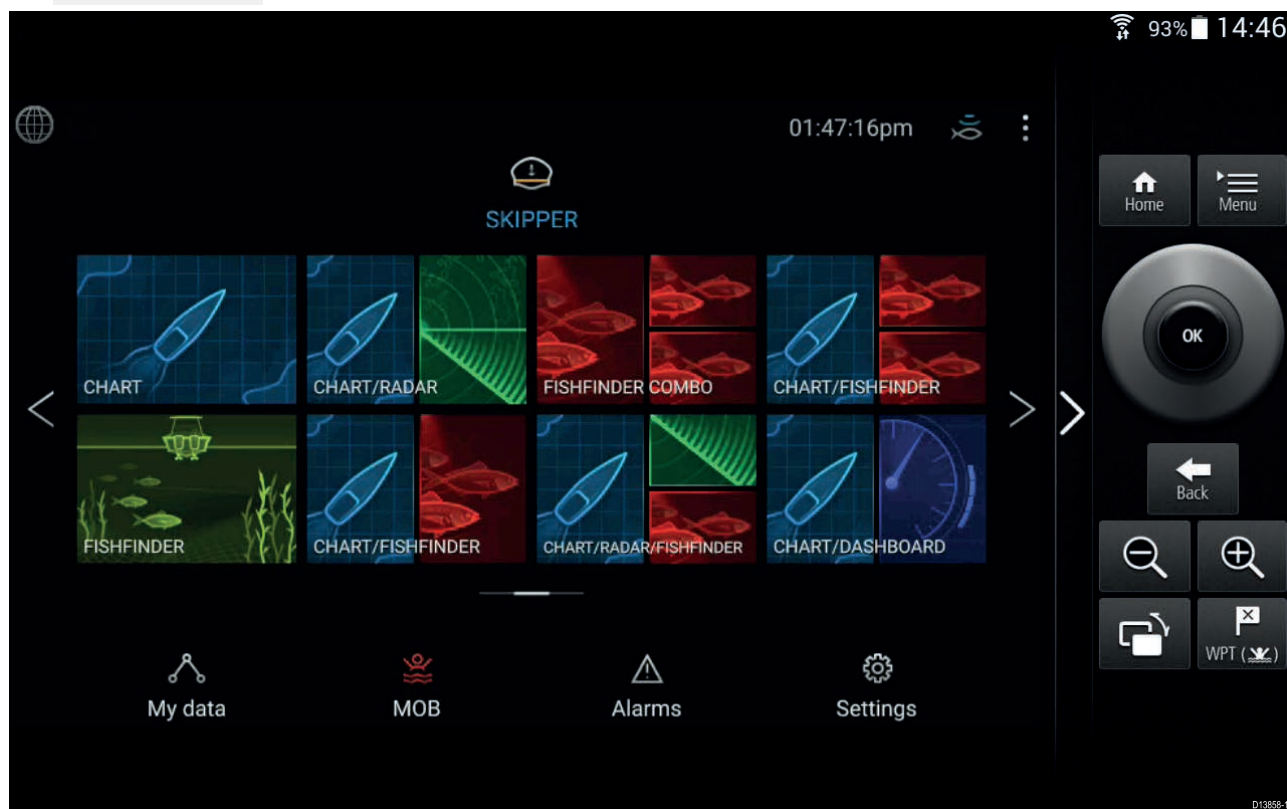 93% 14:46
01:47:16pm
SKIPPER
CHART
CHART/RADAR
FISHFINDER COMBO
CHART/FISHFINDER
FISHFINDER
CHART/FISHFINDER
CHART/RADAR/FISHFINDER
CHART/DASHBOARD
My data
MOB
Alarms
Settings
Home
Menu
OK
Back
WPT ( )